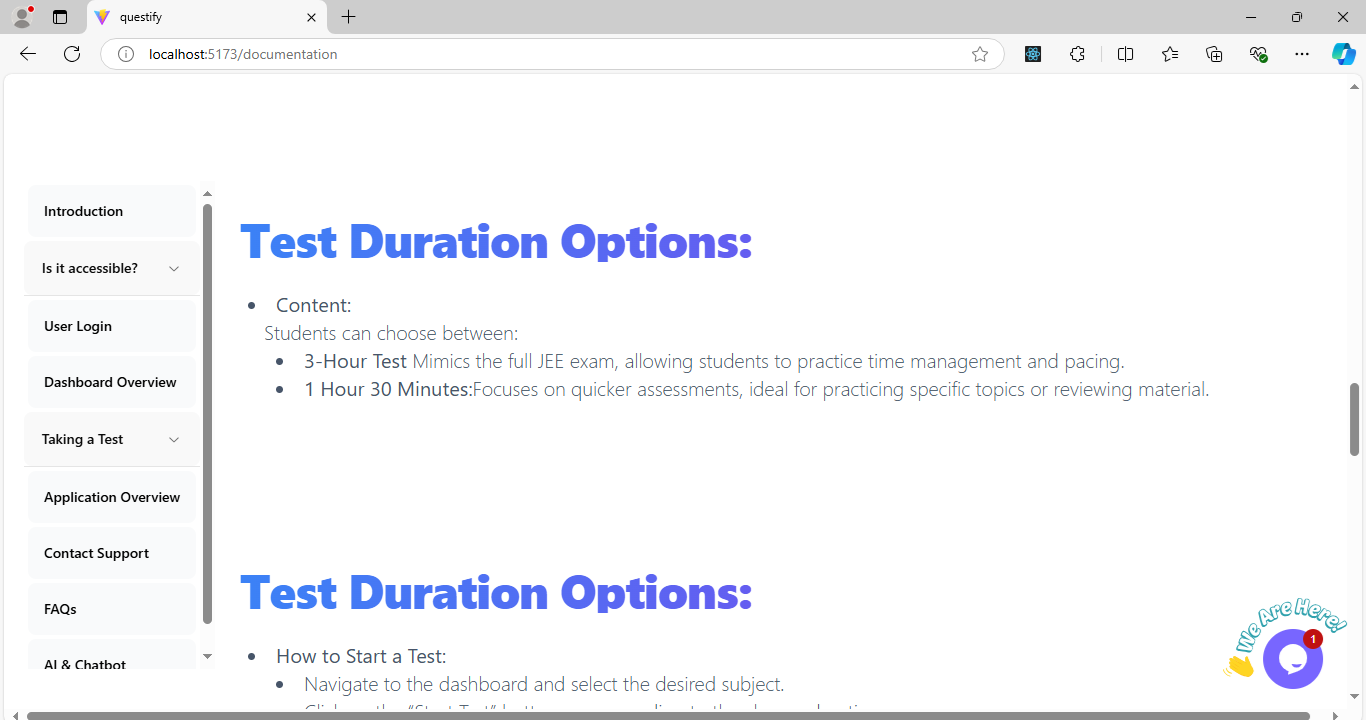 questify
localhost:5173/documentation
Introduction
Is it accessible?
User Login
Dashboard Overview
Taking a Test
Application Overview
Contact Support
FAQs
AI & Chatbot
Test Duration Options:
Content:
Students can choose between:
3-Hour Test Mimics the full JEE exam, allowing students to practice time management and pacing.
1 Hour 30 Minutes:Focuses on quicker assessments, ideal for practicing specific topics or reviewing material.
Test Duration Options:
How to Start a Test:
Navigate to the dashboard and select the desired subject.
We Are Here!
1